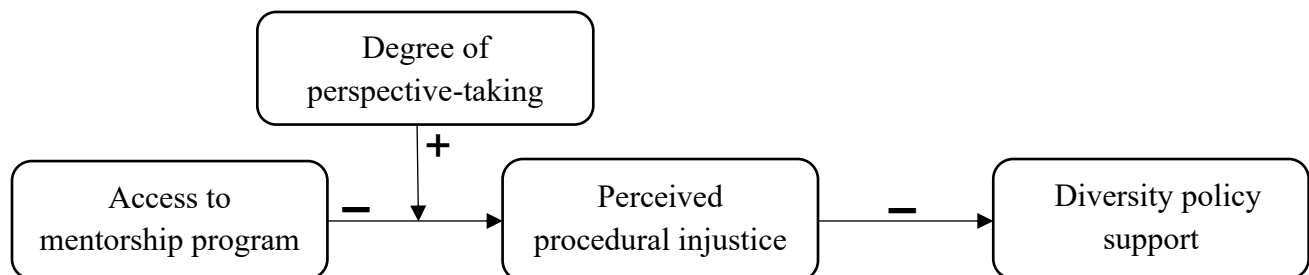 Degree of
perspective-taking
+
Access to
mentorship program
−
Perceived
procedural injustice
−
Diversity policy
support